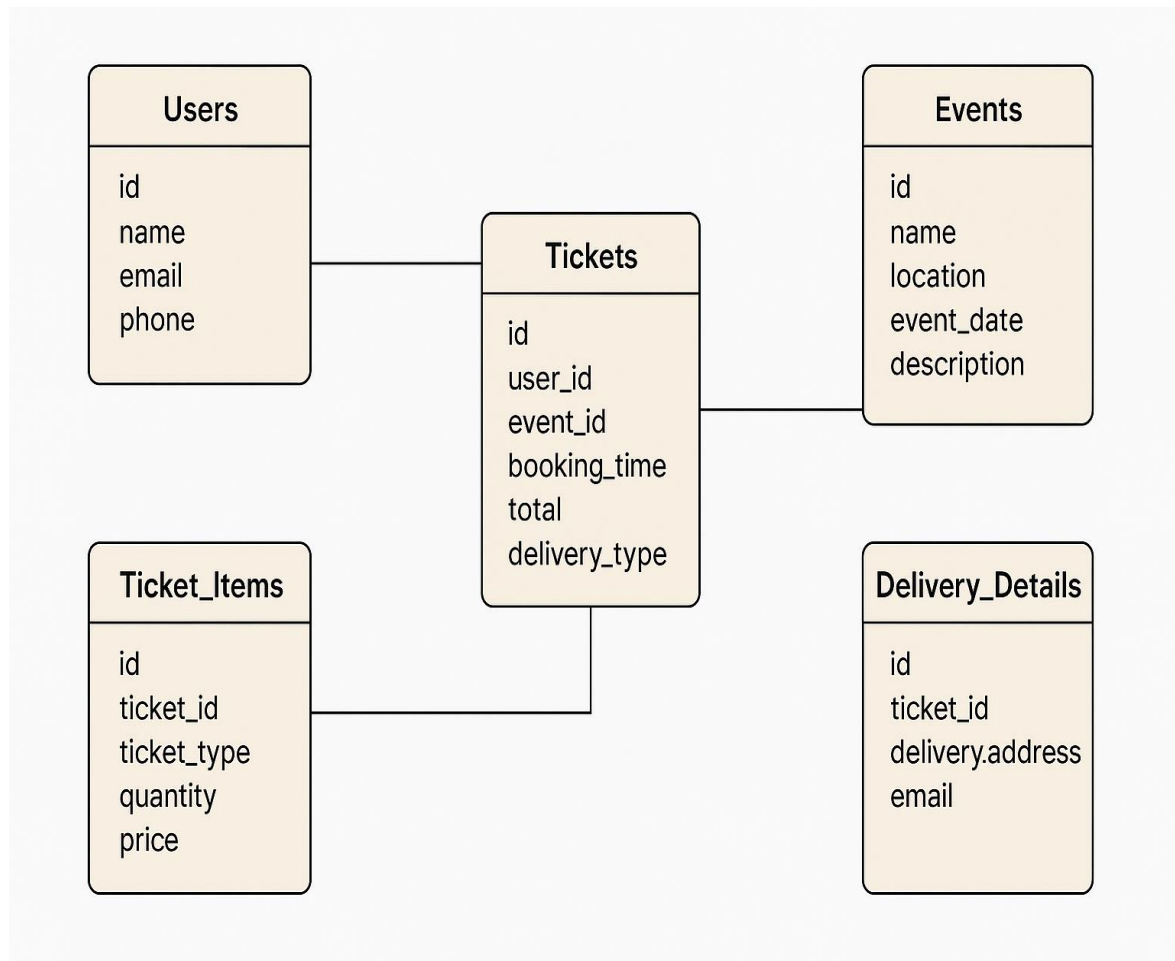 Users
id
name
email
phone
Tickets
id
user_id
event_id
booking_time
total
delivery_type
Events
id
name
location
event_date
description
Ticket_Items
id
ticket_id
ticket_type
quantity
price
Delivery_Details
id
ticket_id
delivery.address
email